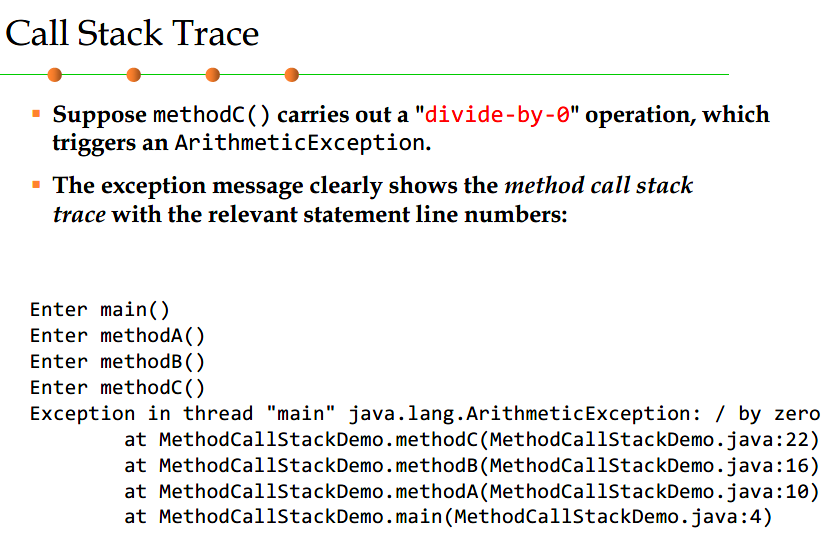 Call Stack Trace
Suppose methodC() carries out a "divide-by-0" operation, which
triggers an ArithmeticException.
The exception message clearly shows the method call stack
trace with the relevant statement line numbers:
Enter main()
Enter methodA()
Enter methodB()
Enter methodC()
Exception in thread "main" java.lang.ArithmeticException: / by zero
at MethodCallStackDemo.methodC(MethodCallStackDemo.java:22)
at MethodCallStackDemo.methodB(MethodCallStackDemo.java:16)
at MethodCallStackDemo.methodA(MethodCallStackDemo.java:10)
at MethodCallStackDemo.main(MethodCallStackDemo.java:4)